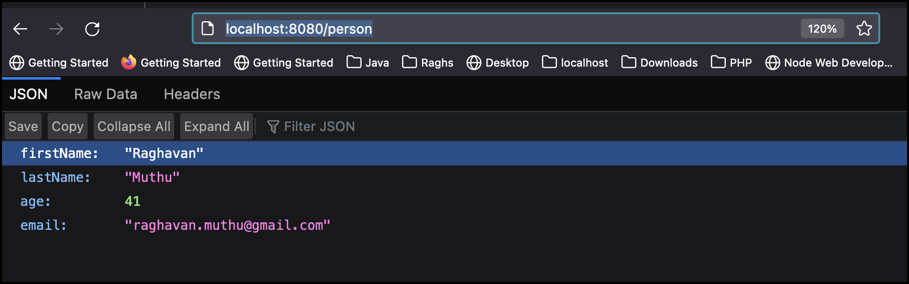 localhost:8080/person 120%
Getting Started Getting Started Getting Started Java Raghs Desktop localhost Downloads PHP Node Web Develop...
JSON Raw Data Headers
Save Copy Collapse All Expand All Filter JSON
firstName: "Raghavan"
lastName: "Muthu"
age: 41
email: "raghavan.muthu@gmail.com"